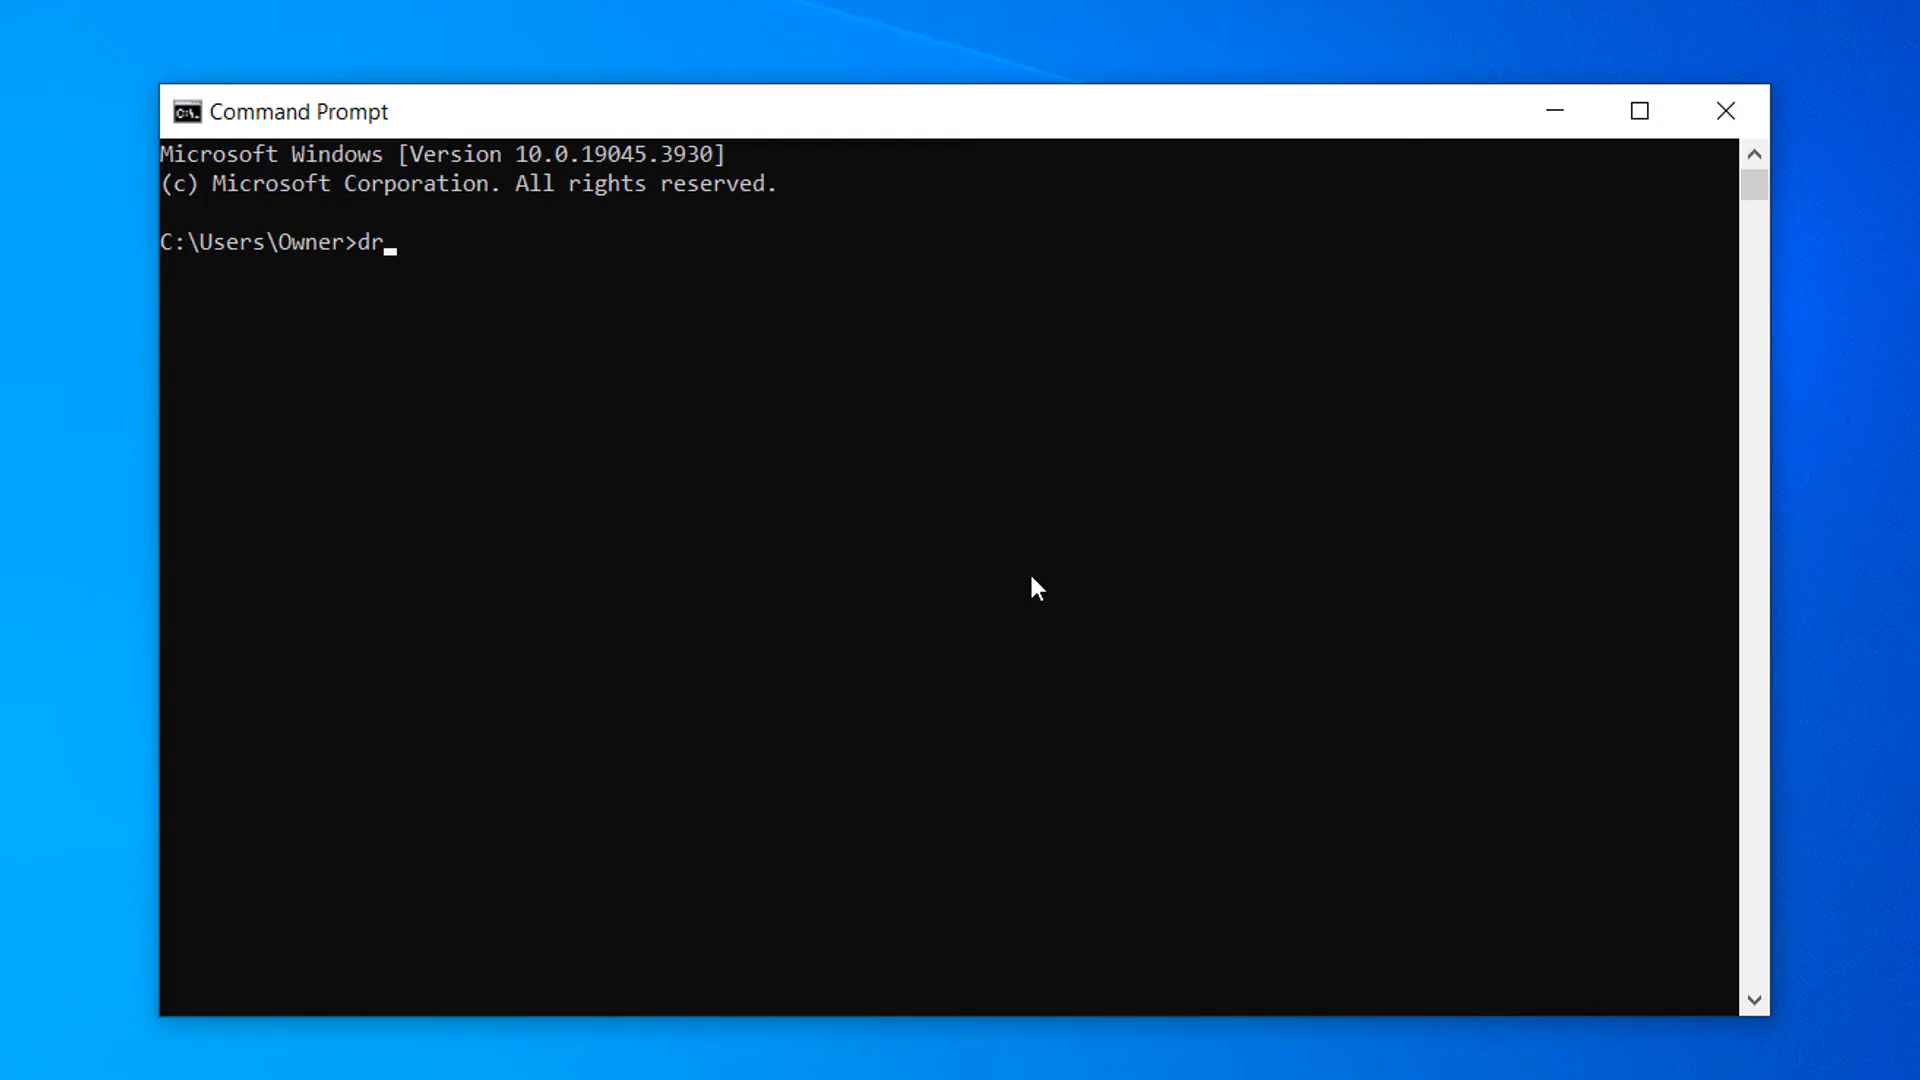 Command Prompt
Microsoft Windows [Version 10.0.19045.3930]
(c) Microsoft Corporation. All rights reserved.
C:\Users\Owner>dr